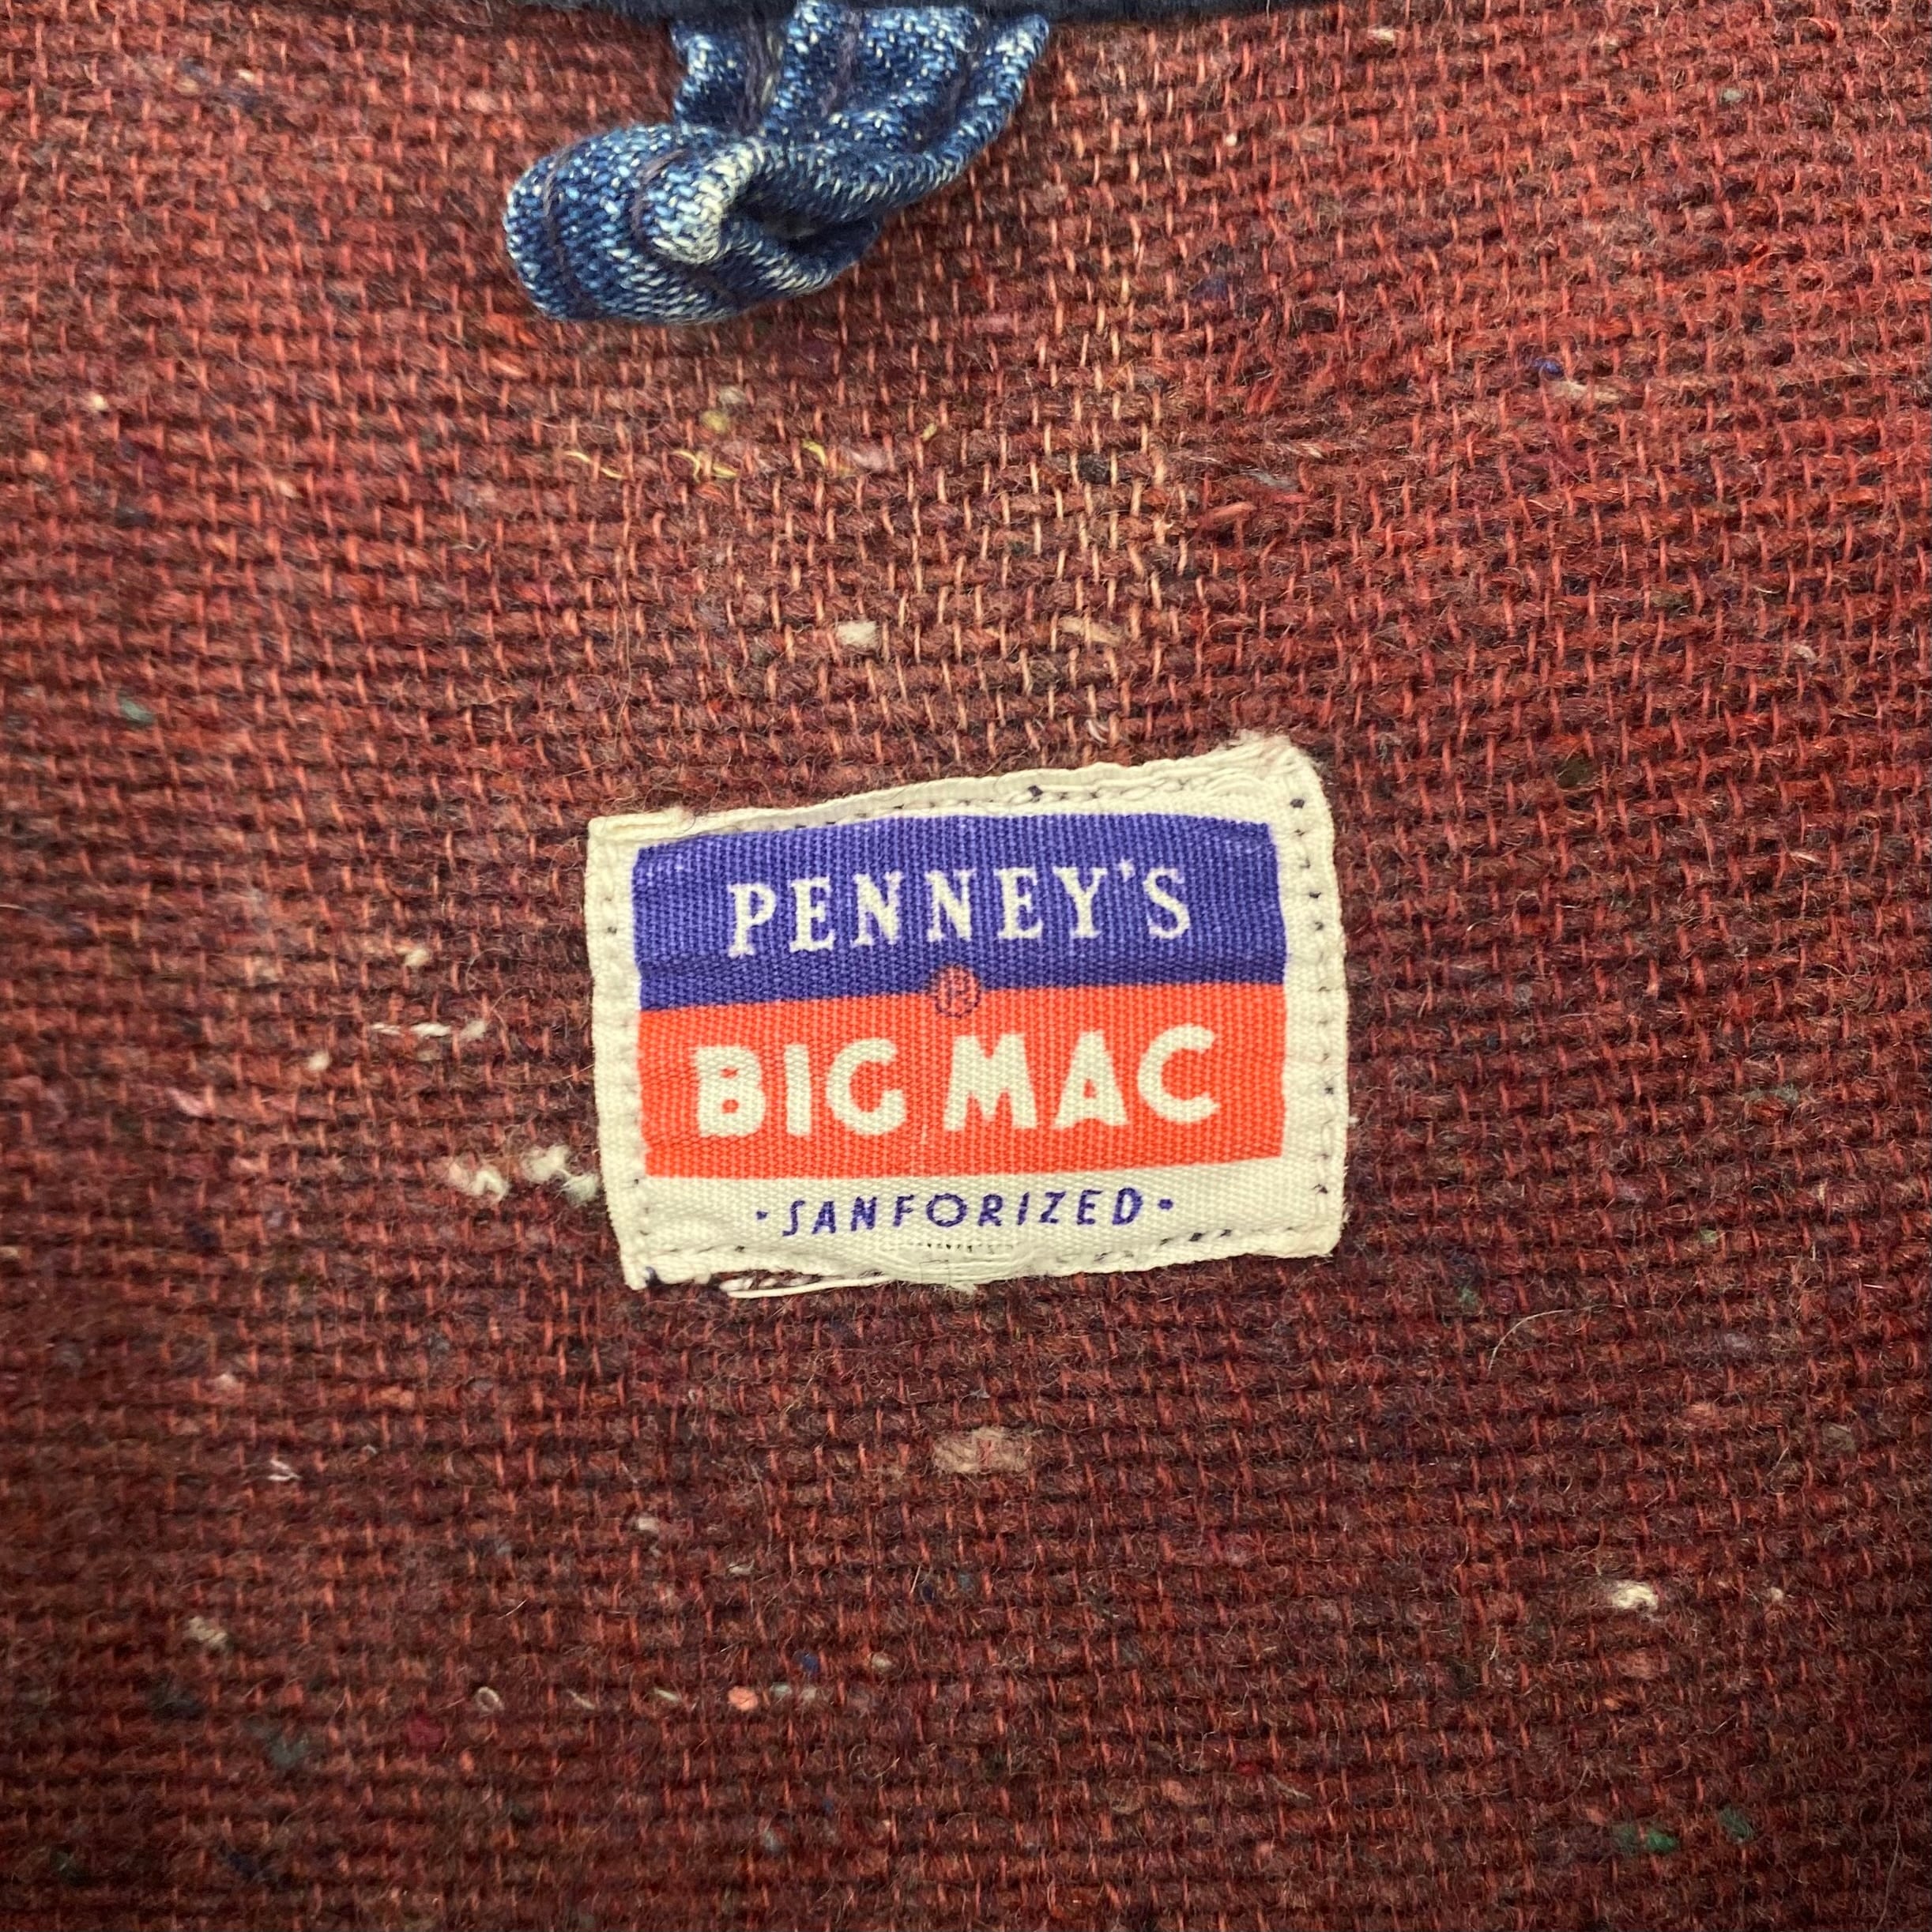 PENNEY'S
®
BIG MAC
·SANFORIZED·